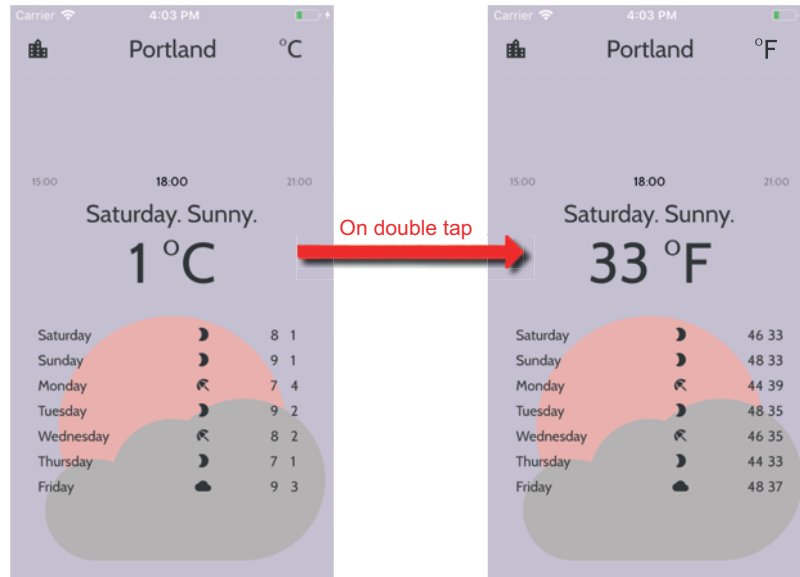 Carrier 4:03 PM
Portland °C
15:00 18:00 21:00
Saturday. Sunny.
1 °C
Saturday 8 1
Sunday 9 1
Monday 7 4
Tuesday 9 2
Wednesday 8 2
Thursday 7 1
Friday 9 3
On double tap
Carrier 4:03 PM
Portland °F
15:00 18:00 21:00
Saturday. Sunny.
33 °F
Saturday 46 33
Sunday 48 33
Monday 44 39
Tuesday 48 35
Wednesday 46 35
Thursday 44 33
Friday 48 37